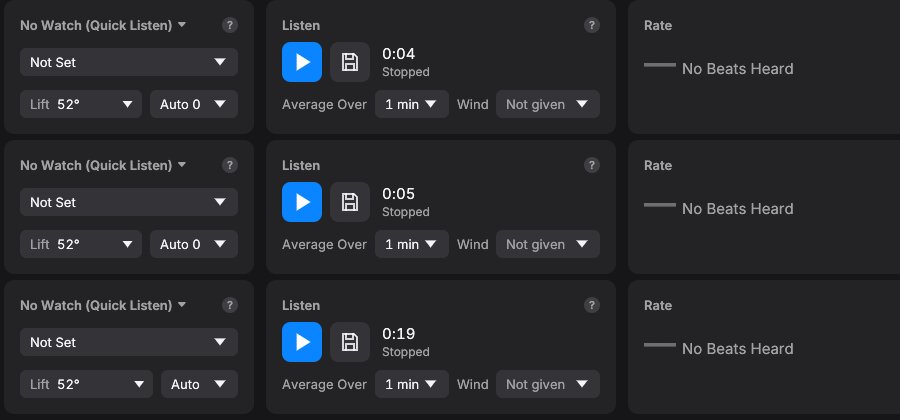 No Watch (Quick Listen) ? Listen ? Rate
Not Set 0:04 Stopped No Beats Heard
Lift 52° Auto 0 Average Over 1 min Wind Not given
No Watch (Quick Listen) ? Listen ? Rate
Not Set 0:05 Stopped No Beats Heard
Lift 52° Auto 0 Average Over 1 min Wind Not given
No Watch (Quick Listen) ? Listen ? Rate
Not Set 0:19 Stopped No Beats Heard
Lift 52° Auto Average Over 1 min Wind Not given